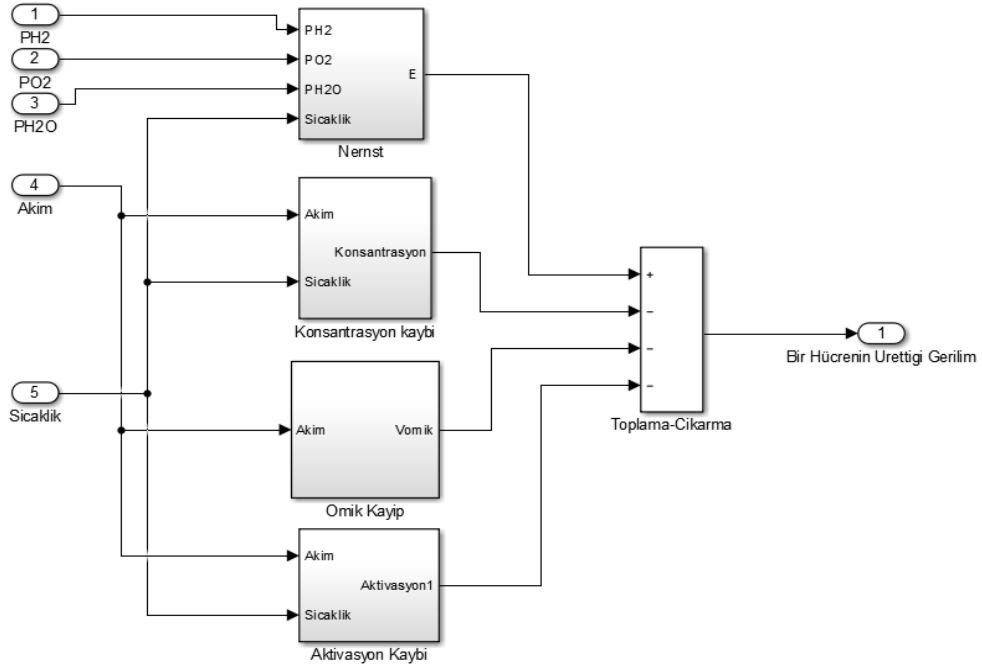 1
PH2
2
PO2
3
PH2O
PH2
PO2
PH2O
Sicaklik
E
Nernst
4
Akim
Akim
Konsantrasyon
Sicaklik
Konsantrasyon kaybi
+
−
−
−
Toplama-Cikarma
1
Bir Hücrenin Urettigi Gerilim
5
Sicaklik
Akim
Vomik
Omik Kayip
Akim
Aktivasyon1
Sicaklik
Aktivasyon Kaybi